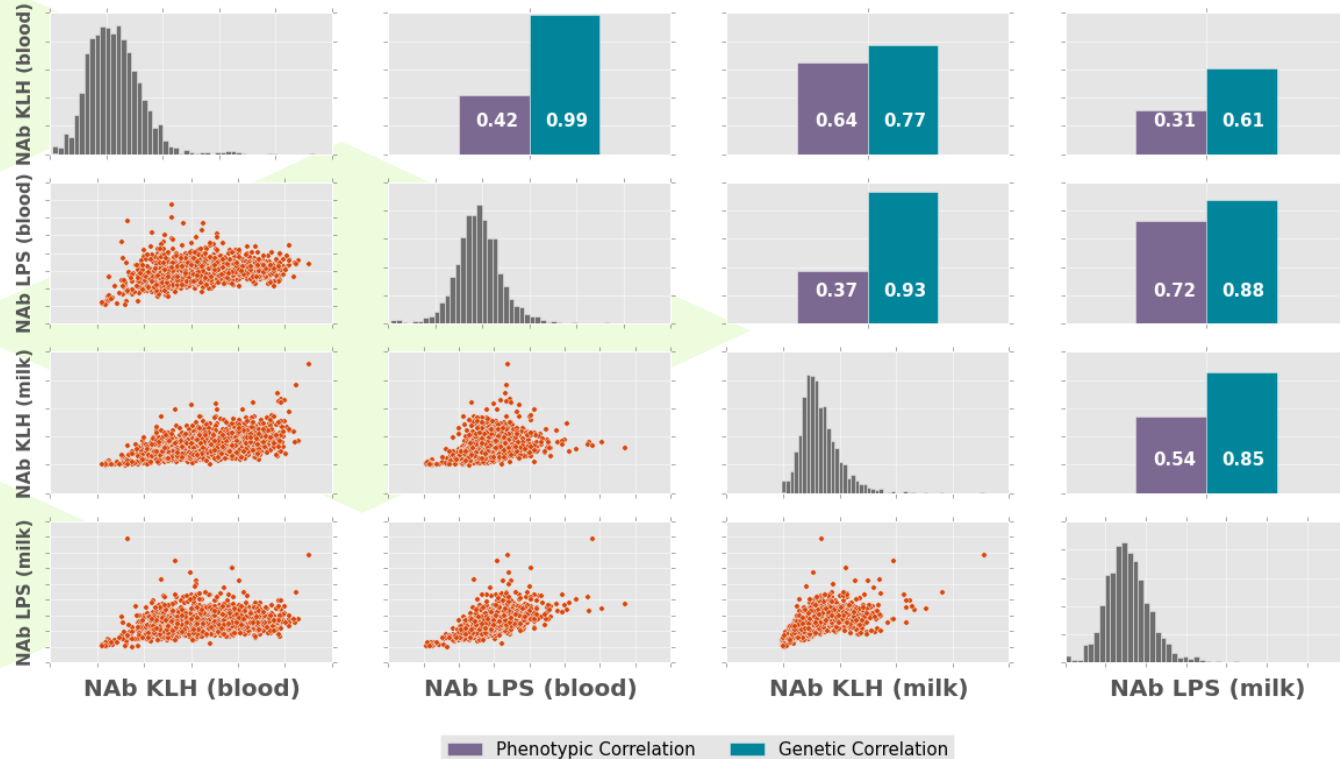 NAb KLH (blood)
0.42 0.99
0.64 0.77
0.31 0.61
NAb LPS (blood)
0.37 0.93
0.72 0.88
NAb KLH (milk)
0.54 0.85
NAb LPS (milk)
NAb KLH (blood)
NAb LPS (blood)
NAb KLH (milk)
NAb LPS (milk)
Phenotypic Correlation
Genetic Correlation